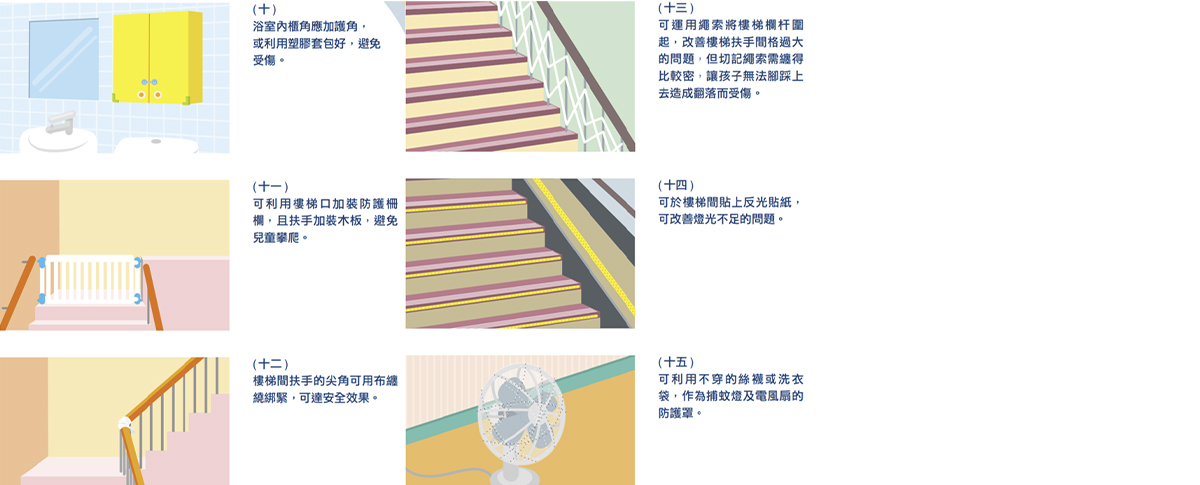 (十)
浴室內櫃角應加護角，
或利用塑膠套包好，避免
受傷。
(十一)
可利用樓梯口加裝防護柵
欄，且扶手加裝木板，避免
兒童攀爬。
(十二)
樓梯間扶手的尖角可用布纏
繞綁緊，可達安全效果。
(十三)
可運用繩索將樓梯欄杆圍
起，改善樓梯扶手間格過大
的問題，但切記繩索需纏得
比較密，讓孩子無法腳踩上
去造成翻落而受傷。
(十四)
可於樓梯間貼上反光貼紙，
可改善燈光不足的問題。
(十五)
可利用不穿的絲襪或洗衣
袋，作為捕蚊燈及電風扇的
防護罩。